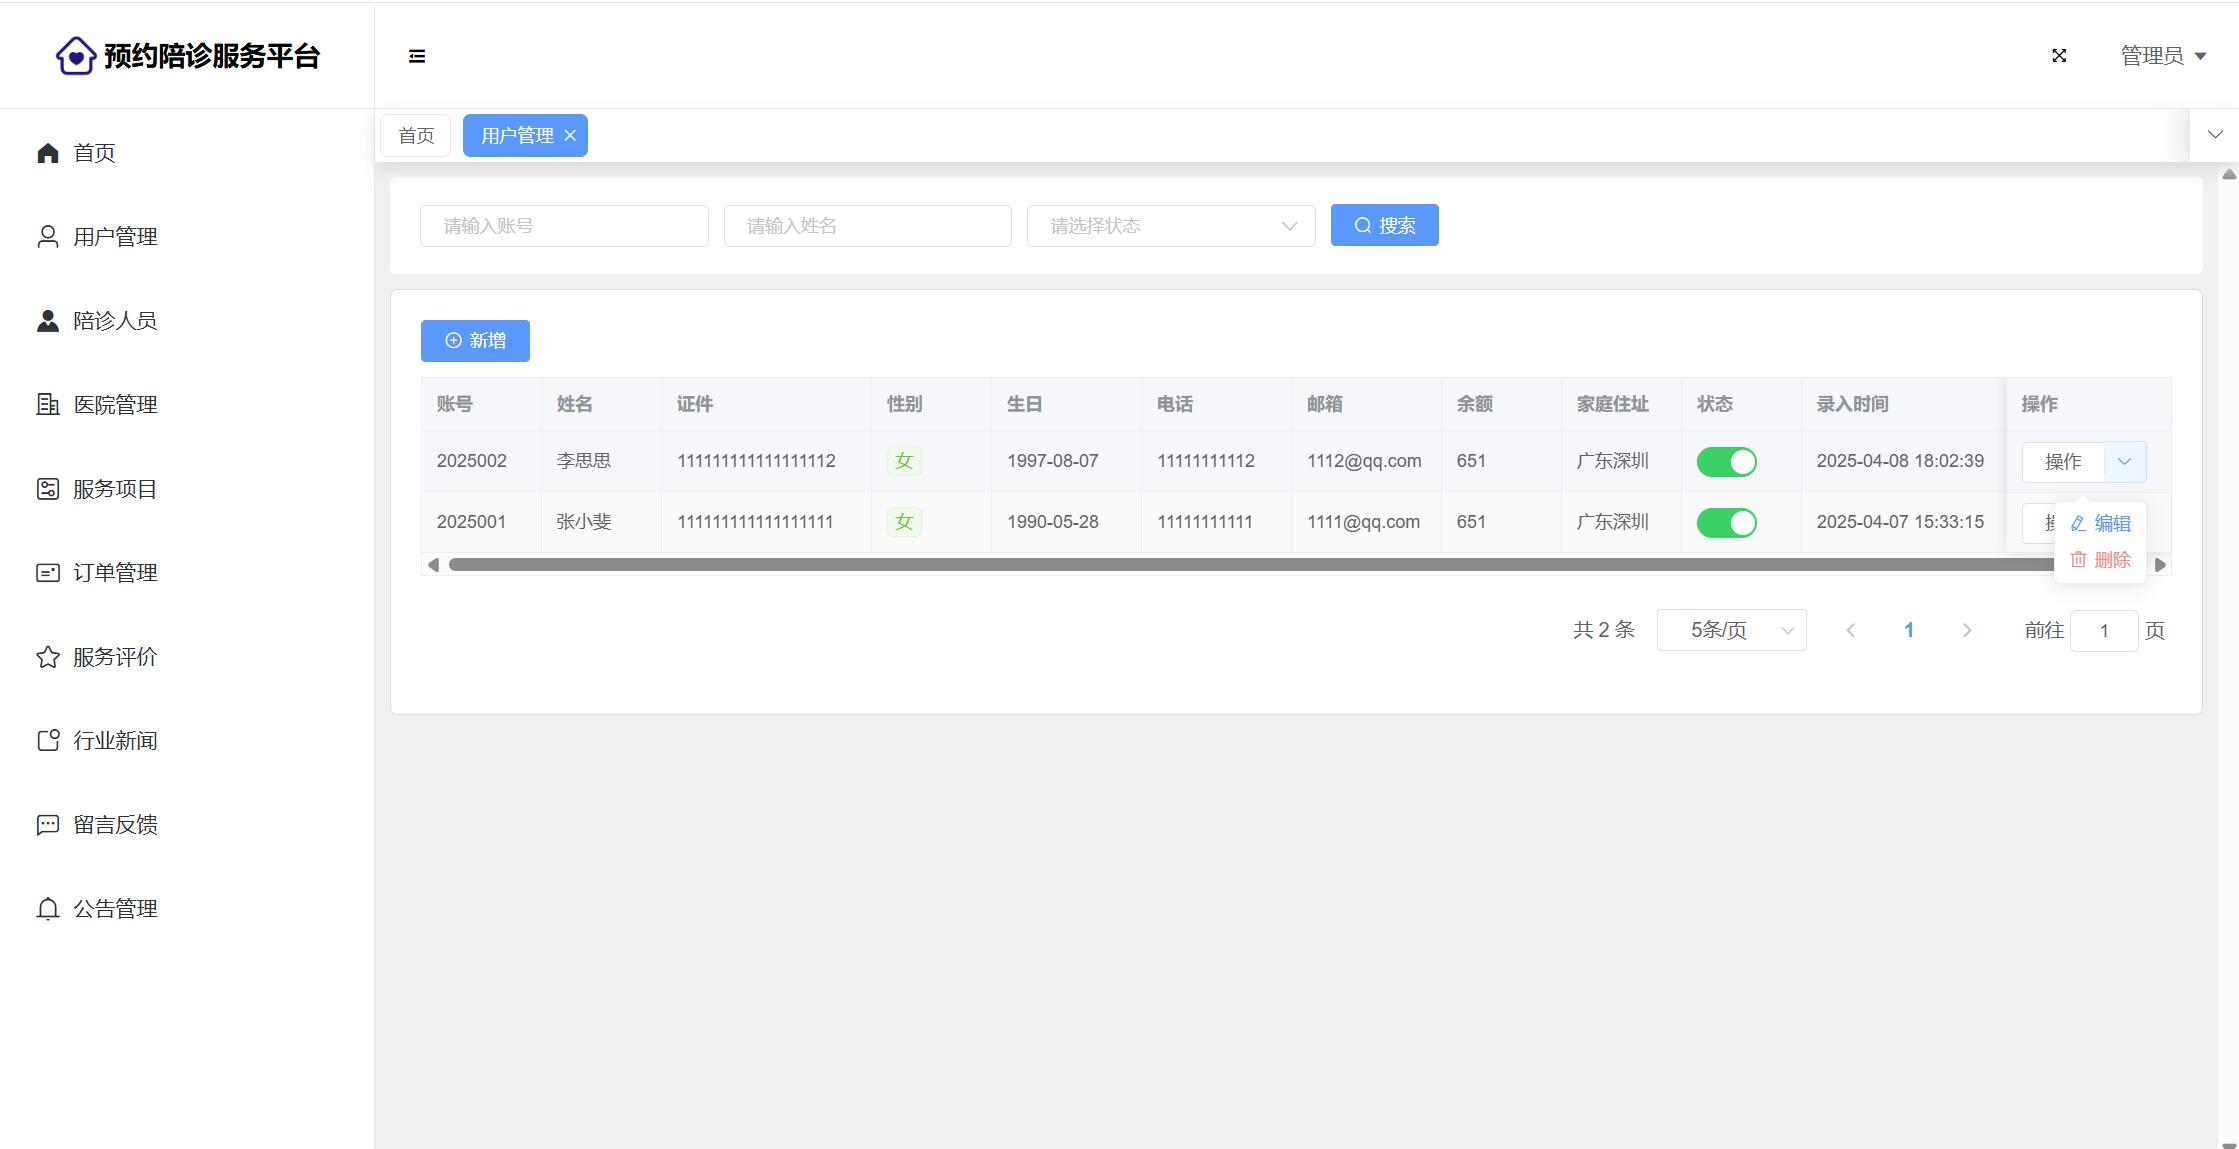 预约陪诊服务平台
管理员
首页
用户管理
陪诊人员
医院管理
服务项目
订单管理
服务评价
行业新闻
留言反馈
公告管理
首页 用户管理
请输入账号 请输入姓名 请选择状态 搜索
新增
账号 姓名 证件 性别 生日 电话 邮箱 余额 家庭住址 状态 录入时间 操作
2025002 李思思 111111111111111112 女 1997-08-07 11111111112 1112@qq.com 651 广东深圳 2025-04-08 18:02:39 操作
2025001 张小斐 111111111111111111 女 1990-05-28 11111111111 1111@qq.com 651 广东深圳 2025-04-07 15:33:15
编辑
删除
共 2 条 5条/页 1 前往 1 页